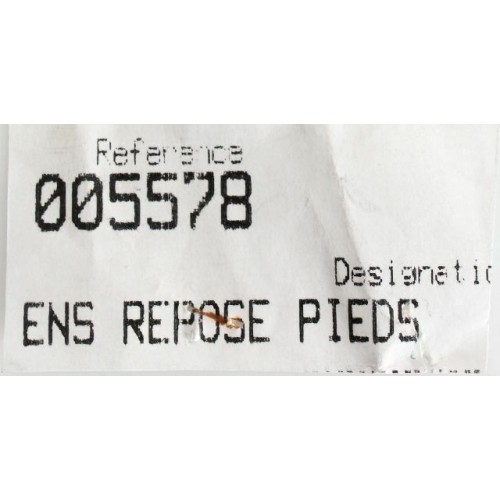 Reference
005578
Designatic
ENS REPOSE PIEDS